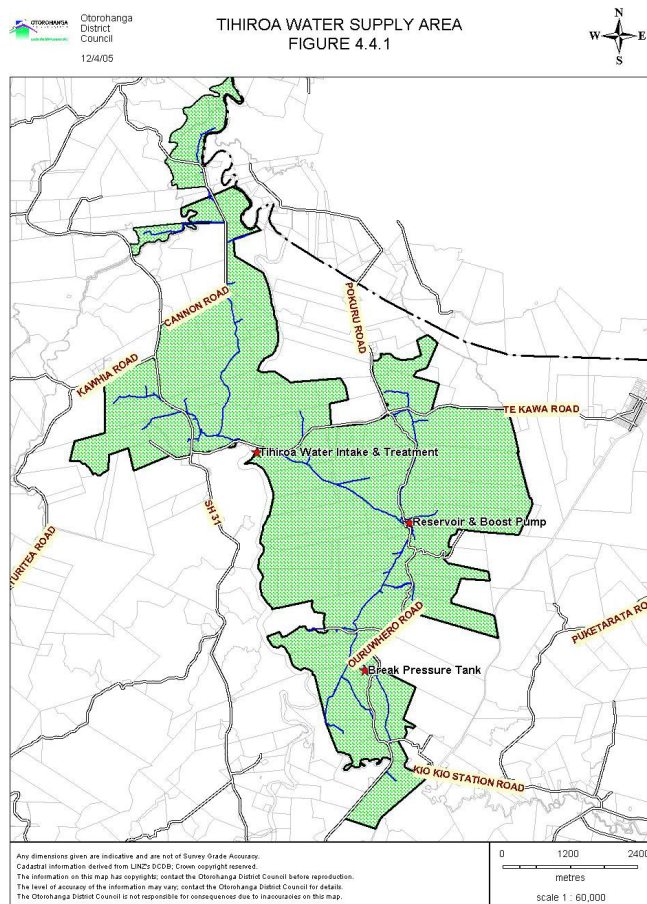 OTOROHANGA
Otorohanga
District
Council
12/4/05
TIHIROA WATER SUPPLY AREA
FIGURE 4.4.1
N
W
E
S
CANNON ROAD
POKURU ROAD
KAWHIA ROAD
TE KAWA ROAD
Tihiroa Water Intake & Treatment
SH 31
Reservoir & Boost Pump
TURITEA ROAD
OURUWHERO ROAD
PUKETARATA RO
Break Pressure Tank
KIO KIO STATION ROAD
Any dimensions given are indicative and are not of Survey Grade Accuracy.
Cadastral information derived from LINZ's DCDB; Crown copyright reserved.
The information on this map has copyrights; contact the Otorohanga District Council before reproduction.
The level of accuracy of the information may vary; contact the Otorohanga District Council for details.
The Otorohanga District Council is not responsible for consequences due to inaccuracies on this map.
0 1200 2400
metres
scale 1 : 60,000